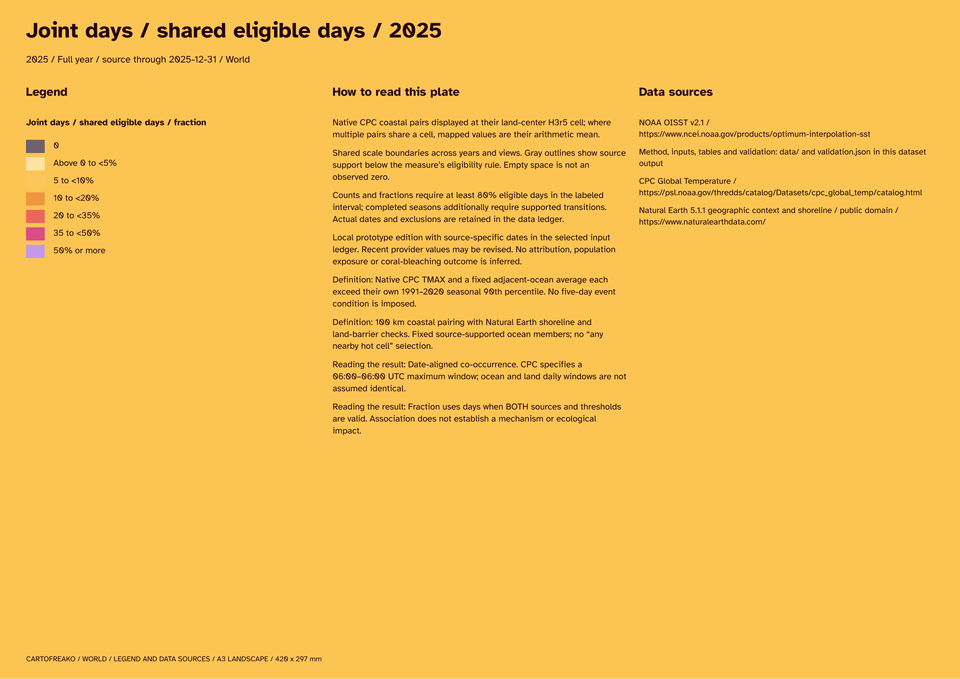 Joint days / shared eligible days / 2025
2025 / Full year / source through 2025-12-31 / World
Legend
Joint days / shared eligible days / fraction
0
Above 0 to <5%
5 to <10%
10 to <20%
20 to <35%
35 to <50%
50% or more
How to read this plate
Native CPC coastal pairs displayed at their land-center H3r5 cell; where
multiple pairs share a cell, mapped values are their arithmetic mean.
Shared scale boundaries across years and views. Gray outlines show source
support below the measure's eligibility rule. Empty space is not an
observed zero.
Counts and fractions require at least 80% eligible days in the labeled
interval; completed seasons additionally require supported transitions.
Actual dates and exclusions are retained in the data ledger.
Local prototype edition with source-specific dates in the selected input
ledger. Recent provider values may be revised. No attribution, population
exposure or coral-bleaching outcome is inferred.
Definition: Native CPC TMAX and a fixed adjacent-ocean average each
exceed their own 1991–2020 seasonal 90th percentile. No five-day event
condition is imposed.
Definition: 100 km coastal pairing with Natural Earth shoreline and
land-barrier checks. Fixed source-supported ocean members; no “any
nearby hot cell” selection.
Reading the result: Date-aligned co-occurrence. CPC specifies a
06:00–06:00 UTC maximum window; ocean and land daily windows are not
assumed identical.
Reading the result: Fraction uses days when BOTH sources and thresholds
are valid. Association does not establish a mechanism or ecological
impact.
Data sources
NOAA OISST v2.1 /
https://www.ncei.noaa.gov/products/optimum-interpolation-sst
Method, inputs, tables and validation: data/ and validation.json in this dataset
output
CPC Global Temperature /
https://psl.noaa.gov/thredds/catalog/Datasets/cpc_global_temp/catalog.html
Natural Earth 5.1.1 geographic context and shoreline / public domain /
https://www.naturalearthdata.com/
CARTOFREAKO / WORLD / LEGEND AND DATA SOURCES / A3 LANDSCAPE / 420 x 297 mm